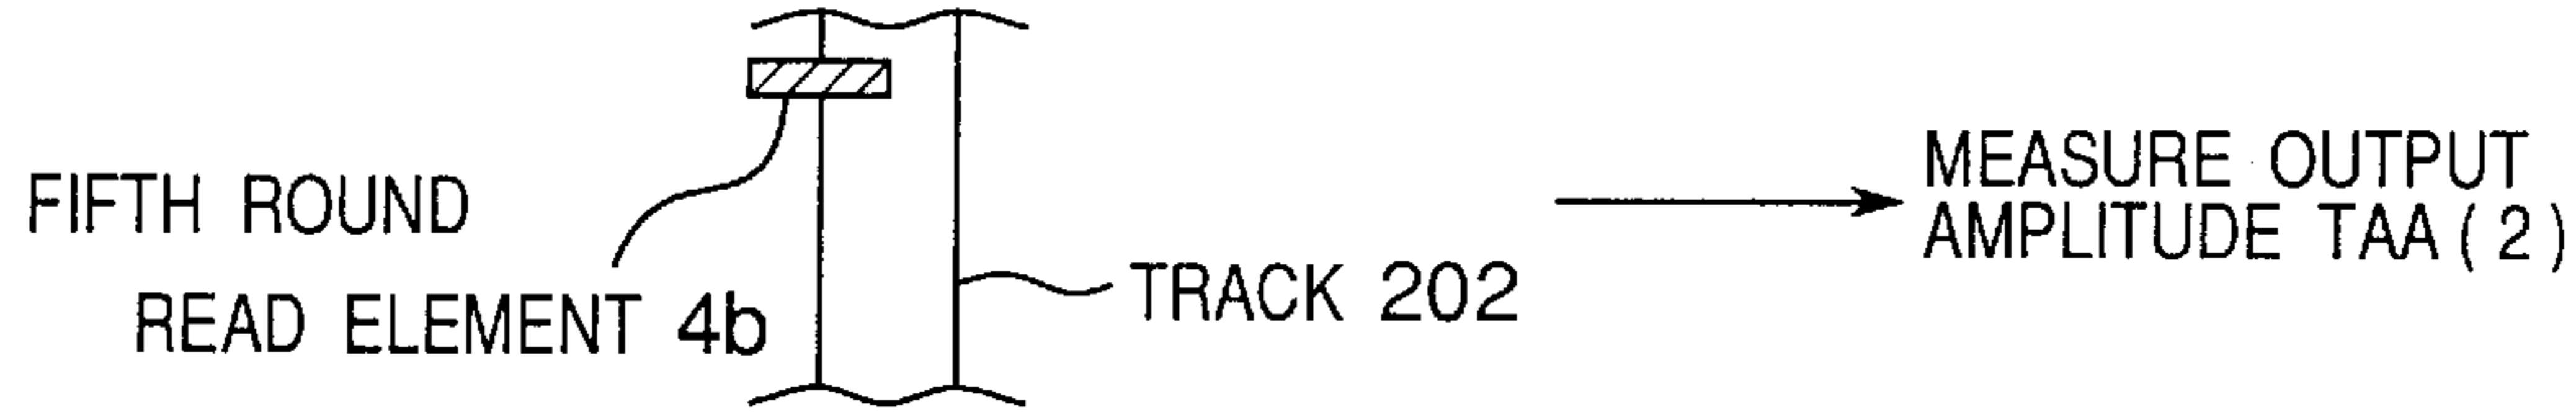 FIFTH ROUND
READ ELEMENT 4b
TRACK 202
MEASURE OUTPUT
AMPLITUDE TAA (2)